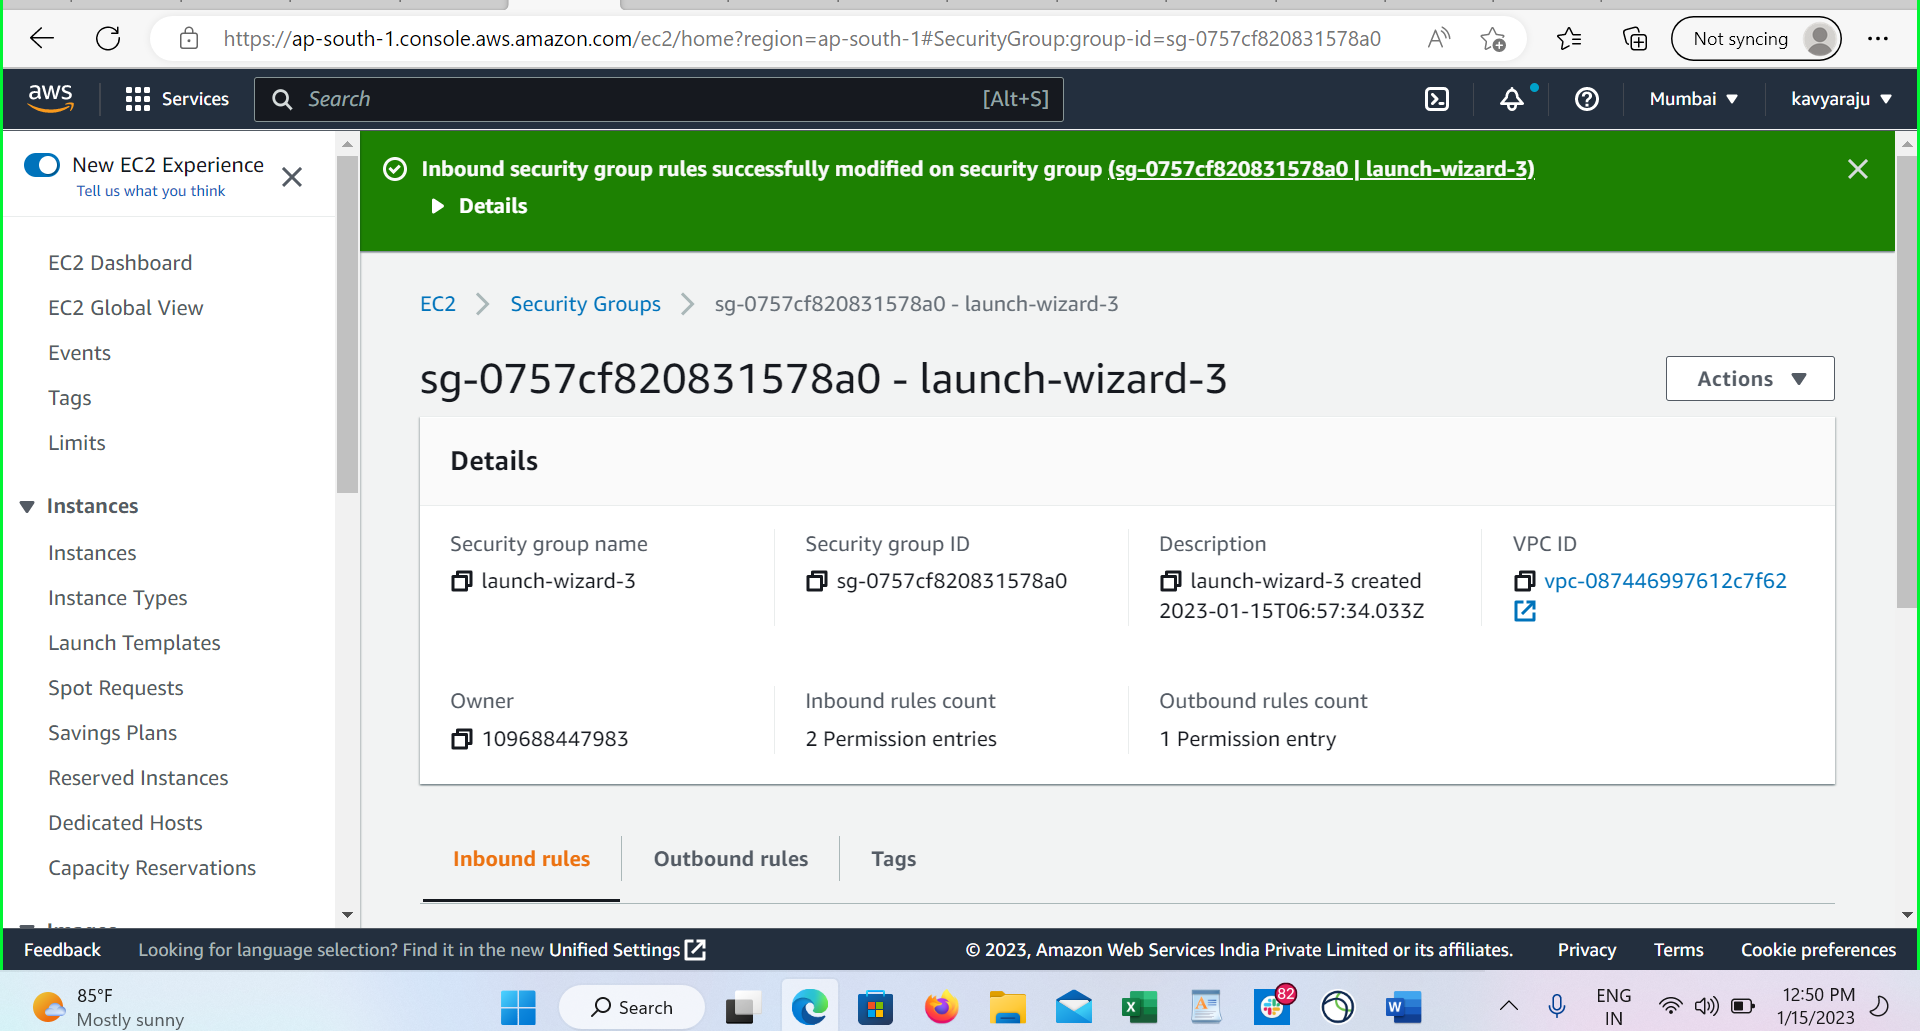 https://ap-south-1.console.aws.amazon.com/ec2/home?region=ap-south-1#SecurityGroup:group-id=sg-0757cf820831578a0
A
Not syncing
aws
Services
Search
[Alt+S]
Mumbai
kavyaraju
New EC2 Experience
Tell us what you think
EC2 Dashboard
EC2 Global View
Events
Tags
Limits
Instances
Instances
Instance Types
Launch Templates
Spot Requests
Savings Plans
Reserved Instances
Dedicated Hosts
Capacity Reservations
Inbound security group rules successfully modified on security group (sg-0757cf820831578a0 | launch-wizard-3)
Details
EC2 Security Groups sg-0757cf820831578a0 - launch-wizard-3
sg-0757cf820831578a0 - launch-wizard-3
Actions
Details
Security group name
launch-wizard-3
Security group ID
sg-0757cf820831578a0
Description
launch-wizard-3 created
2023-01-15T06:57:34.033Z
VPC ID
vpc-087446997612c7f62
Owner
109688447983
Inbound rules count
2 Permission entries
Outbound rules count
1 Permission entry
Inbound rules
Outbound rules
Tags
Feedback
Looking for language selection? Find it in the new Unified Settings
© 2023, Amazon Web Services India Private Limited or its affiliates.
Privacy
Terms
Cookie preferences
85°F
Mostly sunny
Search
82
ENG
IN
12:50 PM
1/15/2023